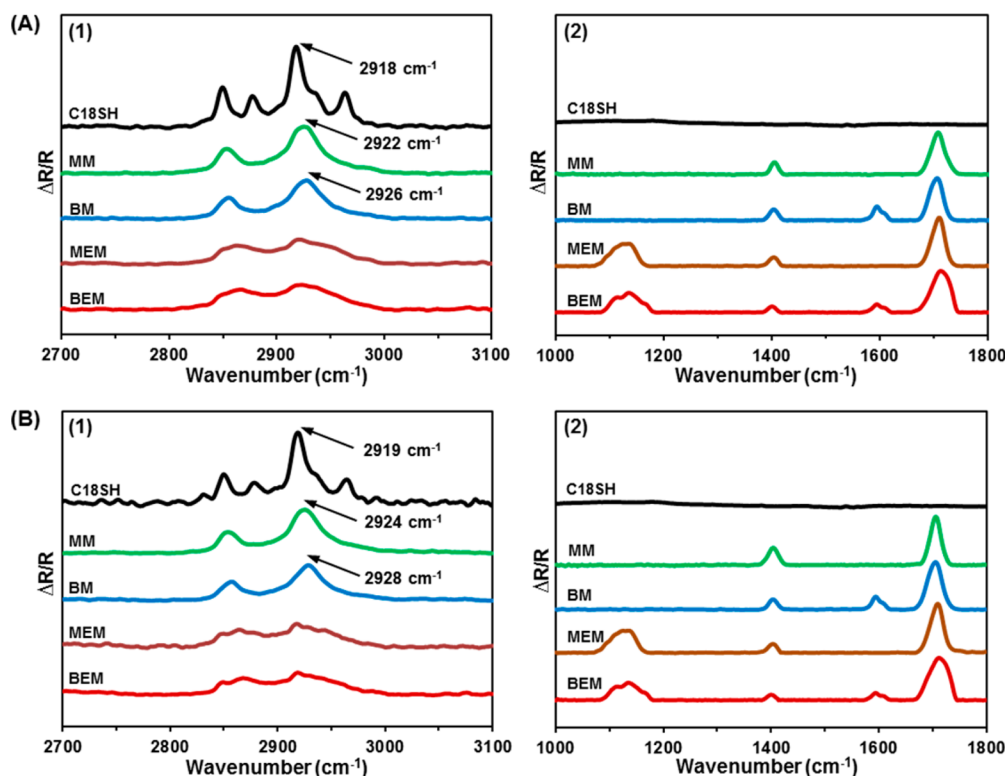 (A)
(1)
2918 cm⁻¹
C18SH
2922 cm⁻¹
MM
2926 cm⁻¹
BM
MEM
BEM
ΔR/R
2700 2800 2900 3000 3100
Wavenumber (cm⁻¹)
(2)
C18SH
MM
BM
MEM
BEM
ΔR/R
1000 1200 1400 1600 1800
Wavenumber (cm⁻¹)
(B)
(1)
2919 cm⁻¹
C18SH
2924 cm⁻¹
MM
2928 cm⁻¹
BM
MEM
BEM
ΔR/R
2700 2800 2900 3000 3100
Wavenumber (cm⁻¹)
(2)
C18SH
MM
BM
MEM
BEM
ΔR/R
1000 1200 1400 1600 1800
Wavenumber (cm⁻¹)